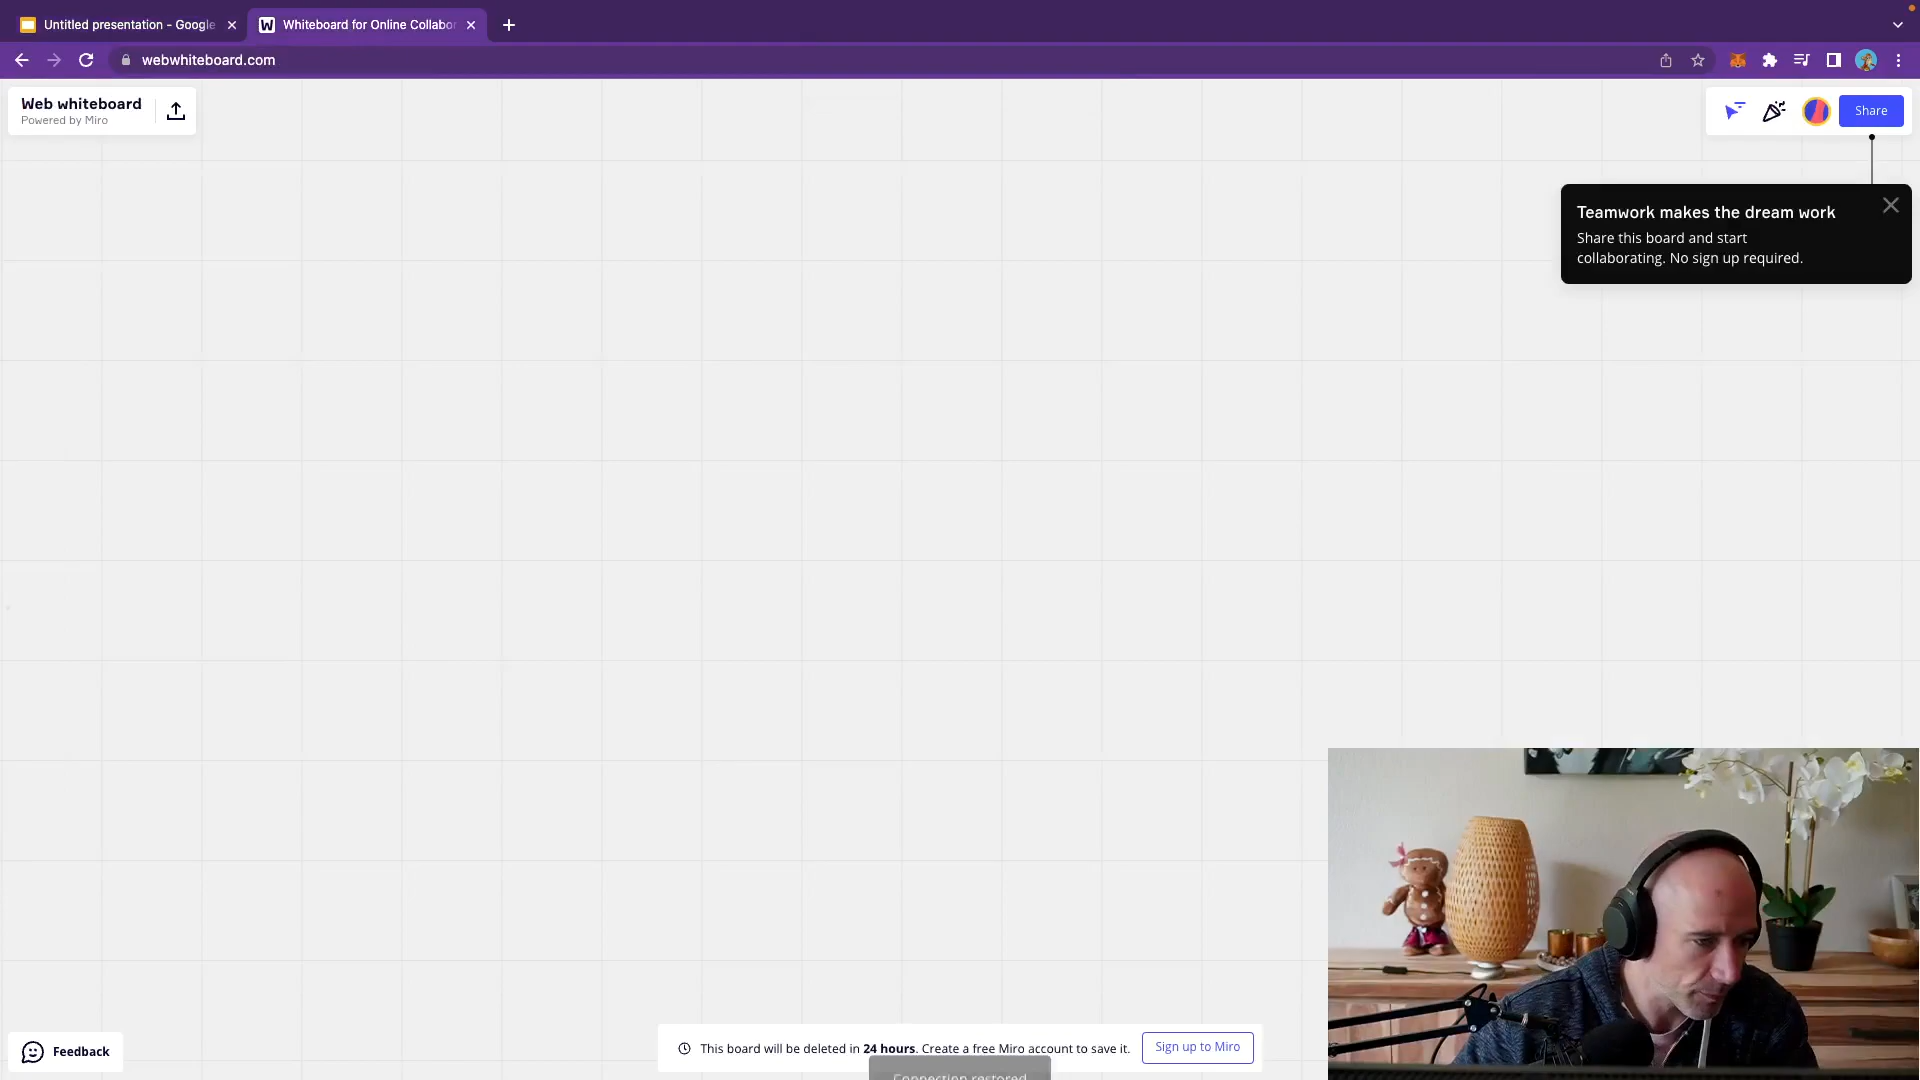 Untitled presentation - Google
Whiteboard for Online Collabor
webwhiteboard.com
Web whiteboard
Powered by Miro
Share
Teamwork makes the dream work
Share this board and start
collaborating. No sign up required.
Feedback
This board will be deleted in 24 hours. Create a free Miro account to save it.
Sign up to Miro
Connection restored